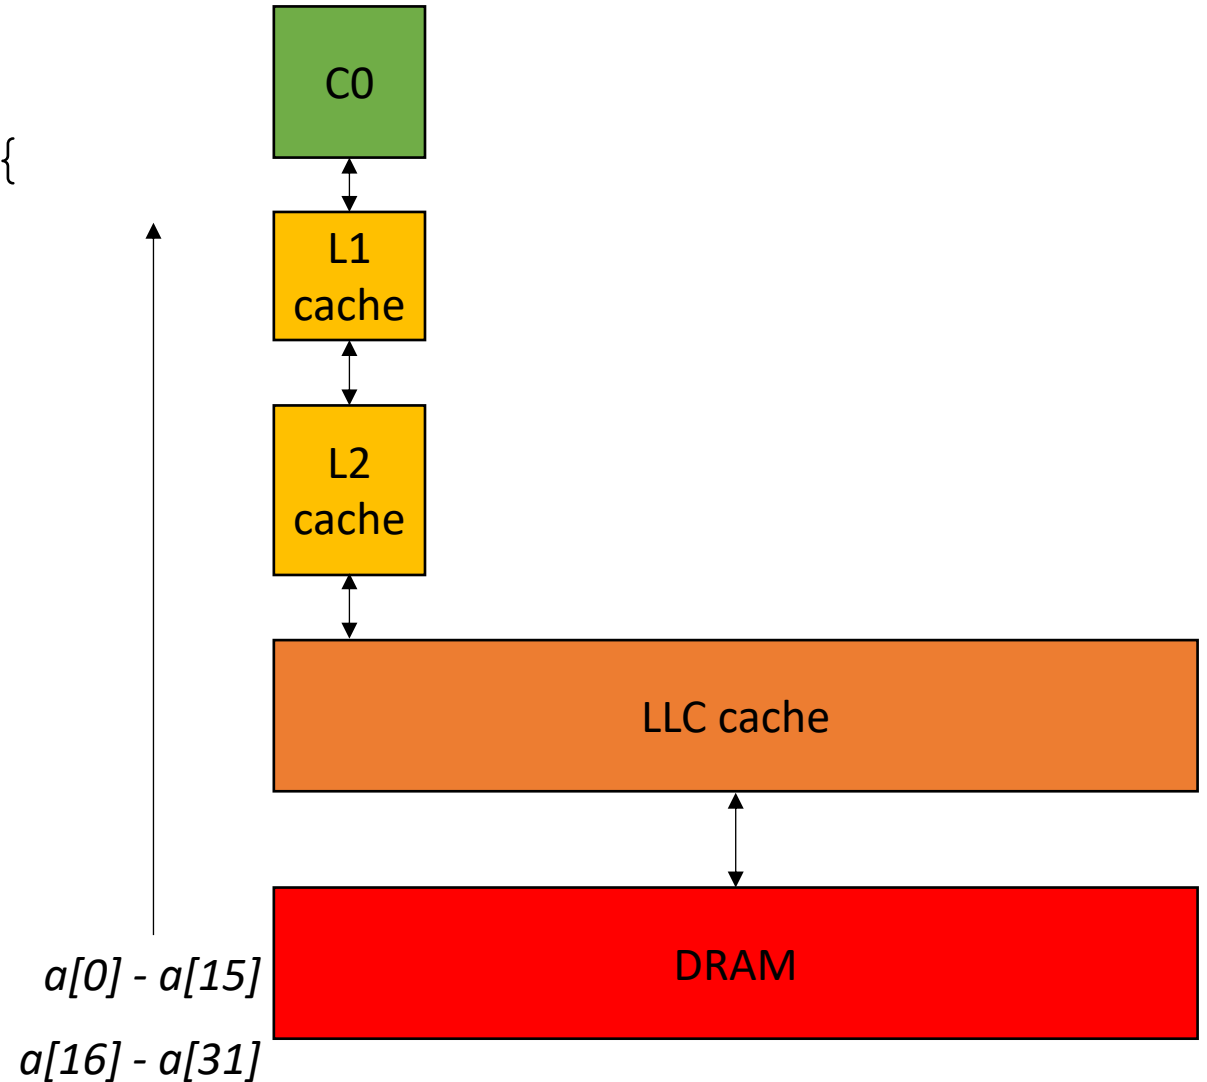 C0
{
L1
cache
L2
cache
LLC cache
DRAM
a[0] - a[15]
a[16] - a[31]